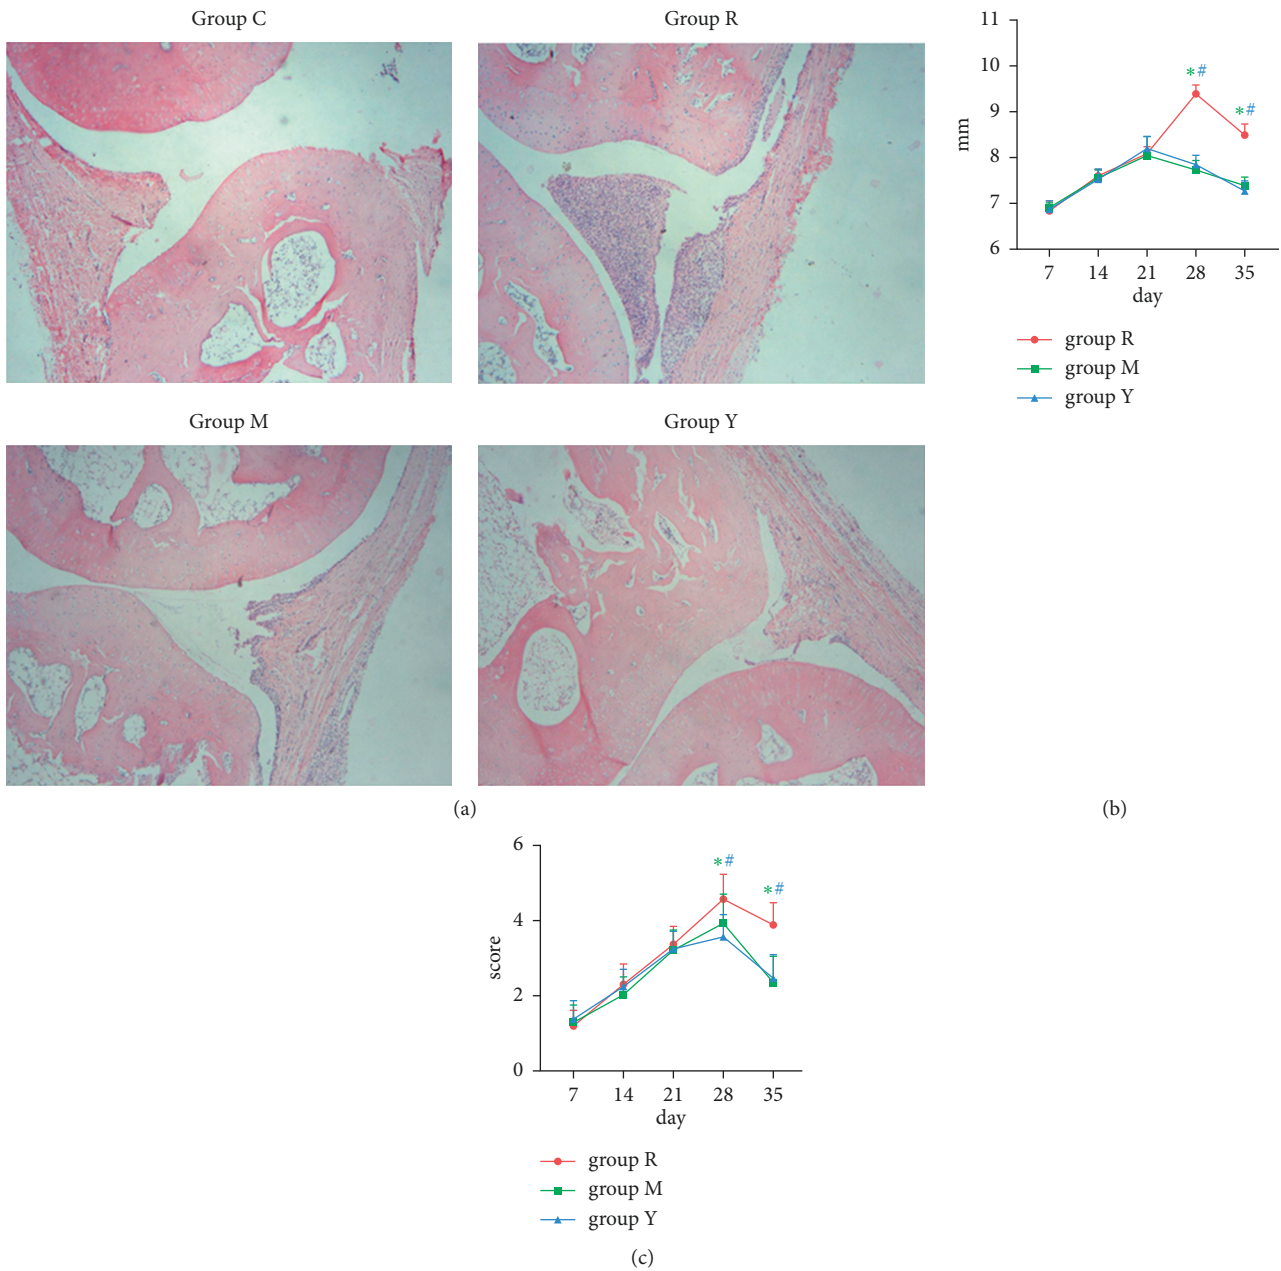 Group C
Group R
Group M
Group Y
(a)
11
10
9
8
7
6
mm
*#
*#
7 14 21 28 35
day
group R
group M
group Y
(b)
6
4
2
0
score
*#
*#
7 14 21 28 35
day
group R
group M
group Y
(c)